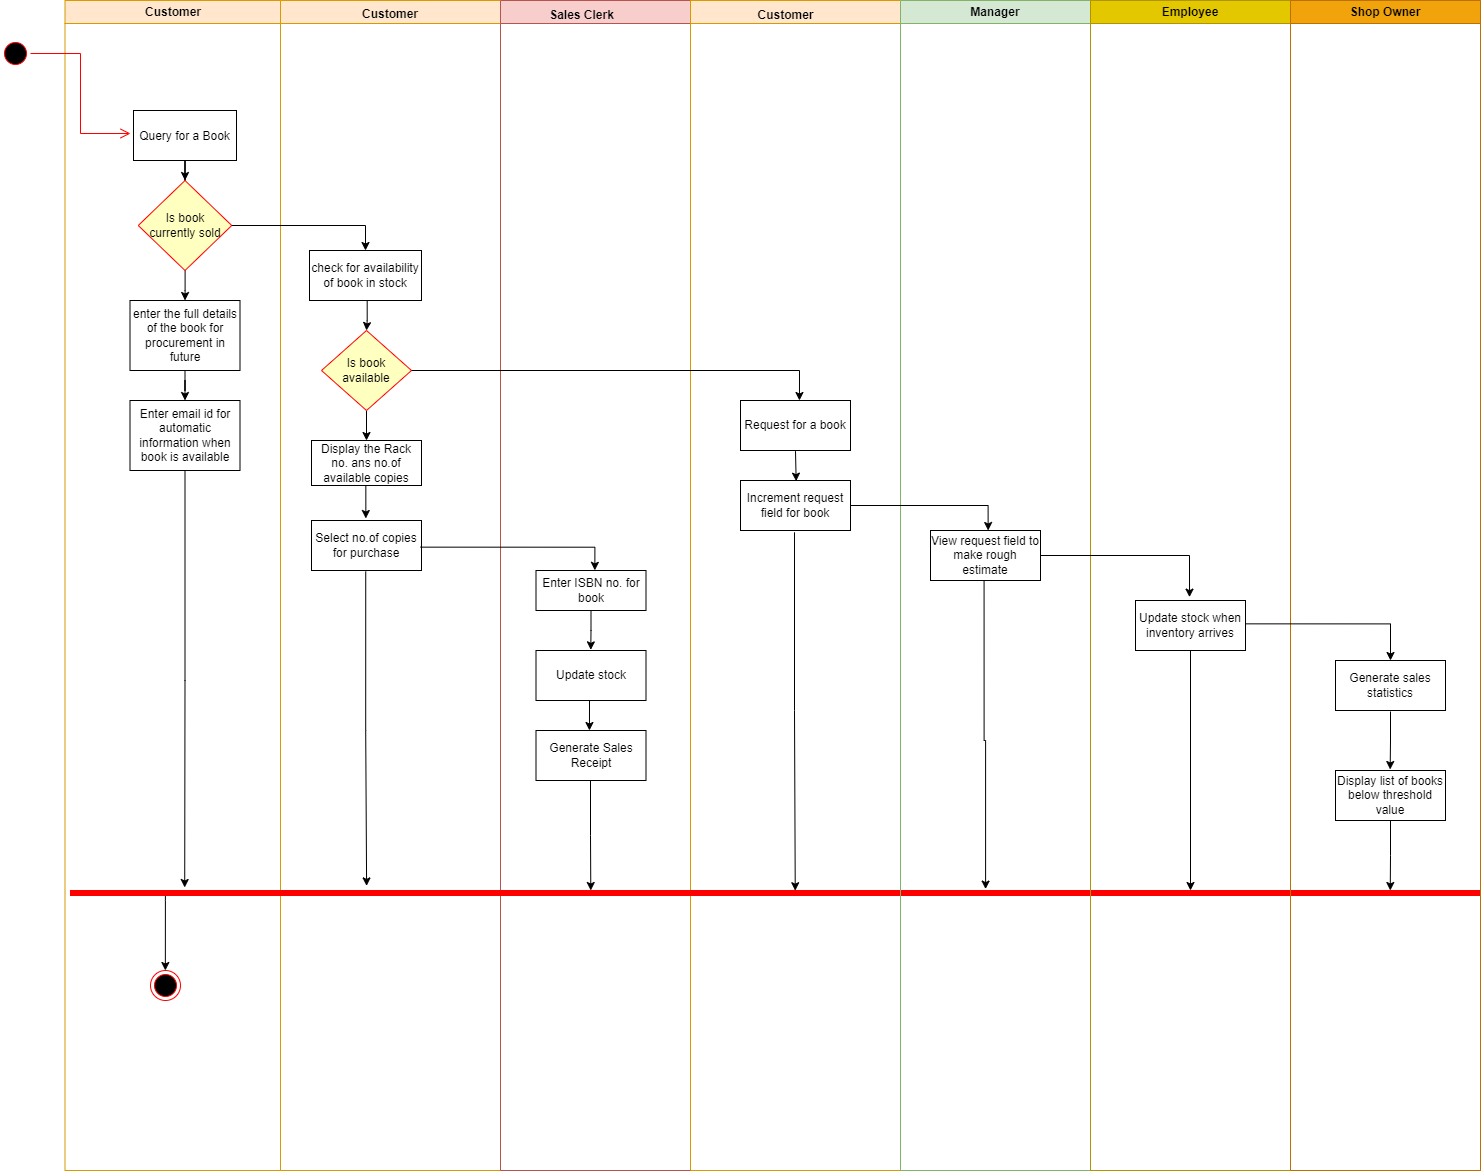 Customer
Customer
Sales Clerk
Customer
Manager
Employee
Shop Owner
Query for a Book
Is book
currently sold
enter the full details
of the book for
procurement in
future
Enter email id for
automatic
information when
book is available
check for availability
of book in stock
Is book
available
Display the Rack
no. ans no.of
available copies
Select no.of copies
for purchase
Enter ISBN no. for
book
Update stock
Generate Sales
Receipt
Request for a book
Increment request
field for book
View request field to
make rough
estimate
Update stock when
inventory arrives
Generate sales
statistics
Display list of books
below threshold
value